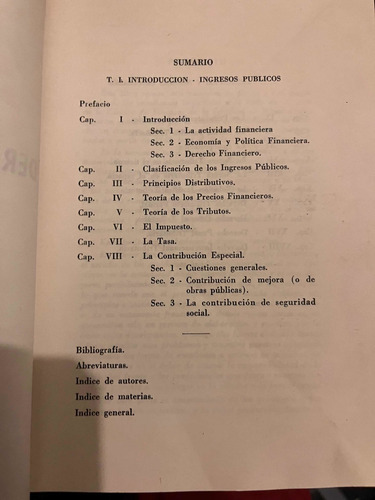 SUMARIO
T. I. INTRODUCCION - INGRESOS PUBLICOS
Prefacio
Cap. I - Introducción
Sec. 1 - La actividad financiera
Sec. 2 - Economía y Política Financiera.
Sec. 3 - Derecho Financiero.
Cap. II - Clasificación de los Ingresos Públicos.
Cap. III - Principios Distributivos.
Cap. IV - Teoría de los Precios Financieros.
Cap. V - Teoría de los Tributos.
Cap. VI - El Impuesto.
Cap. VII - La Tasa.
Cap. VIII - La Contribución Especial.
Sec. 1 - Cuestiones generales.
Sec. 2 - Contribución de mejora (o de
obras públicas).
Sec. 3 - La contribución de seguridad
social.
Bibliografía.
Abreviaturas.
Indice de autores.
Indice de materias.
Indice general.